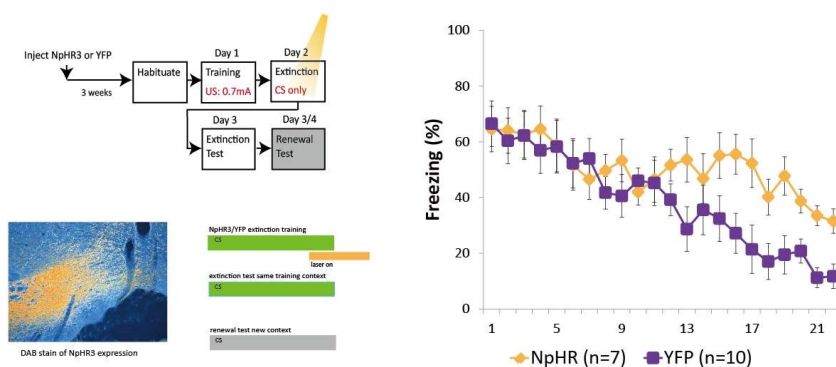 Inject NpHR3 or YFP
3 weeks
Habituate
Day 1
Training
US: 0.7mA
Day 2
Extinction
CS only
Day 3
Extinction
Test
Day 3/4
Renewal
Test
DAB stain of NpHR3 expression
NpHR3/YFP extinction training
CS
laser on
extinction test same training context
CS
renewal test new context
CS
Freezing (%)
100
80
60
40
20
0
1 5 9 13 17 21
NpHR (n=7) YFP (n=10)